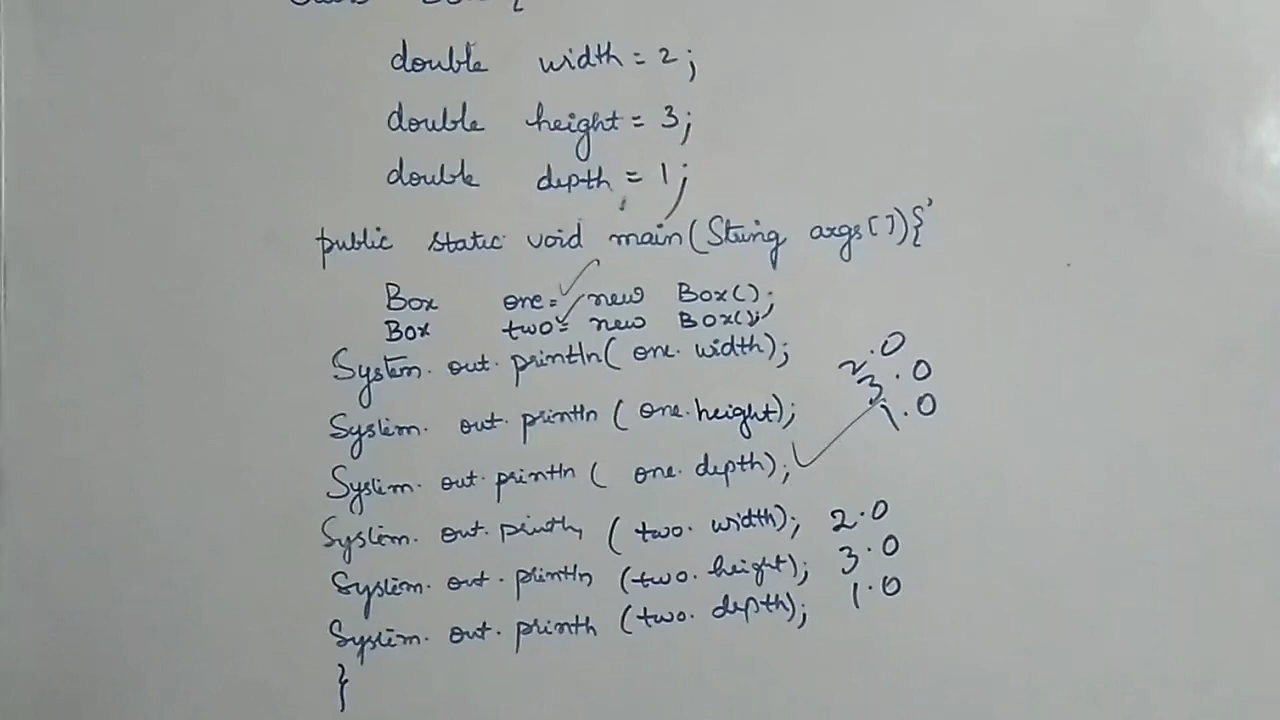 double width = 2;
double height = 3;
double depth = 1;
public static void main(String args[]){
Box one = new Box();
Box two = new Box();
System.out.println( one. width); 2.0
System. out. println ( one.height); 3.0
System. out. println ( one. depth); 1.0
System. out. println ( two. width); 2.0
System. out. println (two. height); 3.0
System. out. println (two. depth); 1.0
}